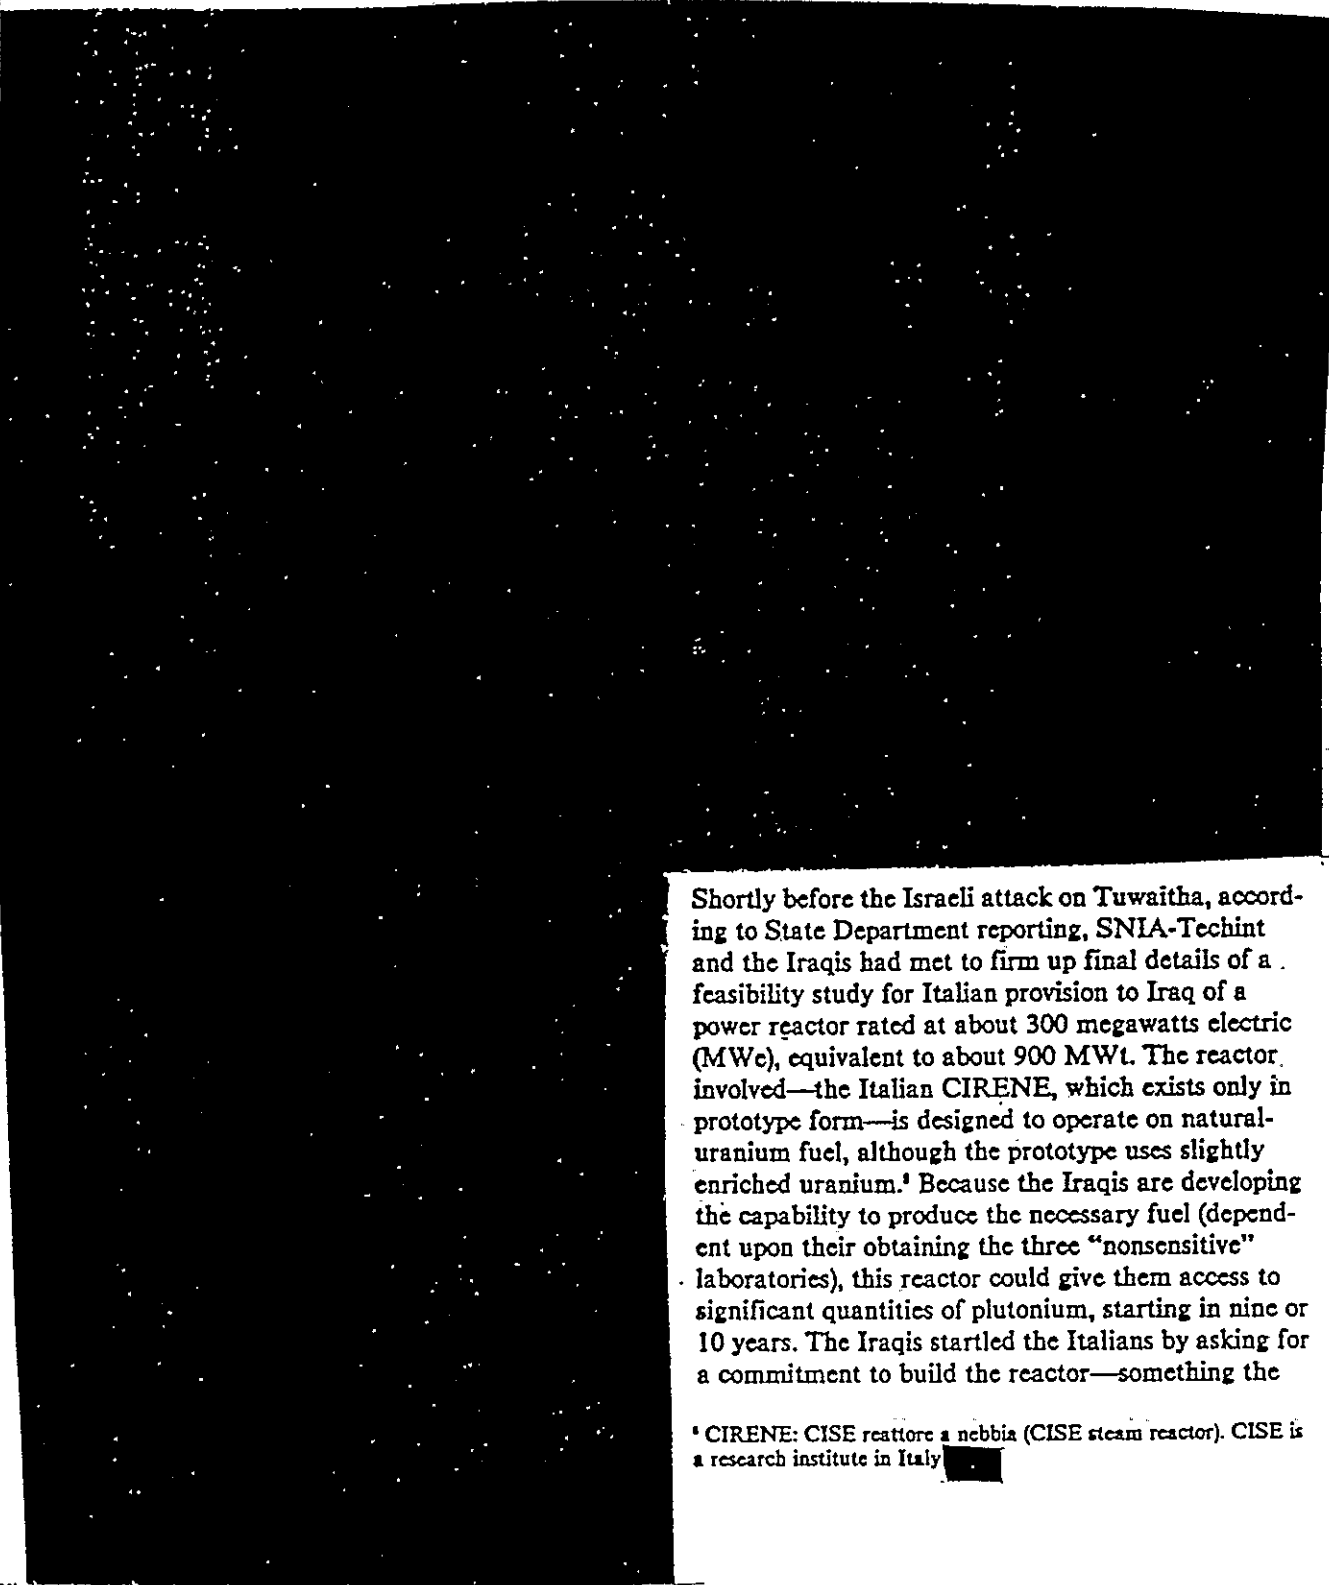 Shortly before the Israeli attack on Tuwaitha, accord-
ing to State Department reporting, SNIA-Techint
and the Iraqis had met to firm up final details of a
feasibility study for Italian provision to Iraq of a
power reactor rated at about 300 megawatts electric
(MWe), equivalent to about 900 MWt. The reactor
involved—the Italian CIRENE, which exists only in
prototype form—is designed to operate on natural-
uranium fuel, although the prototype uses slightly
enriched uranium.¹ Because the Iraqis are developing
the capability to produce the necessary fuel (depend-
ent upon their obtaining the three “nonsensitive”
laboratories), this reactor could give them access to
significant quantities of plutonium, starting in nine or
10 years. The Iraqis startled the Italians by asking for
a commitment to build the reactor—something the
¹ CIRENE: CISE reattore a nebbia (CISE steam reactor). CISE is
a research institute in Italy